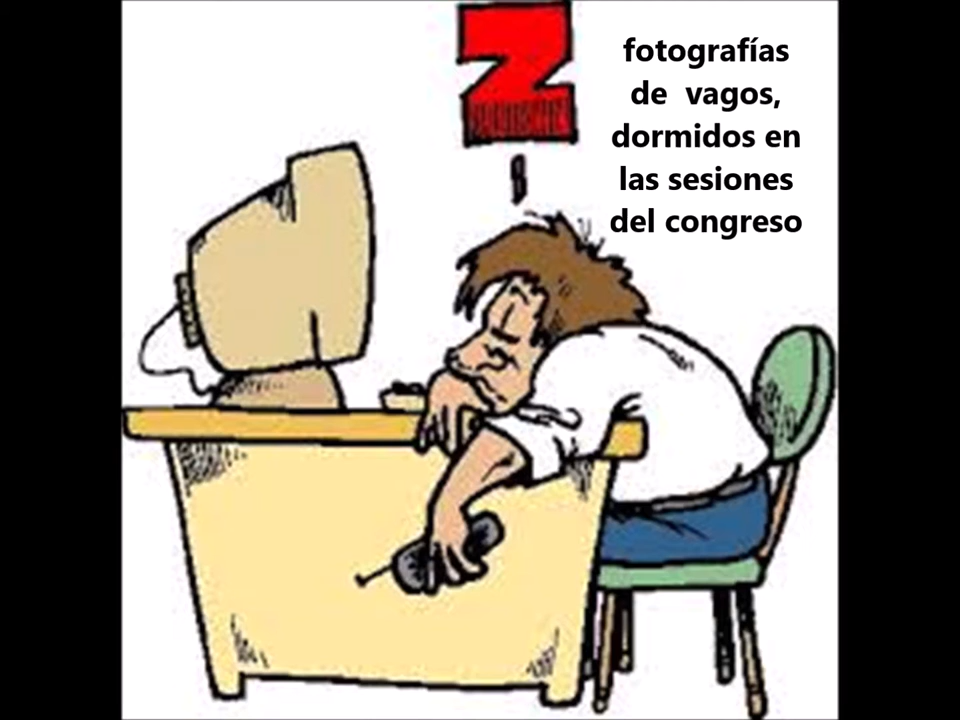 Z
fotografías
de vagos,
dormidos en
las sesiones
del congreso